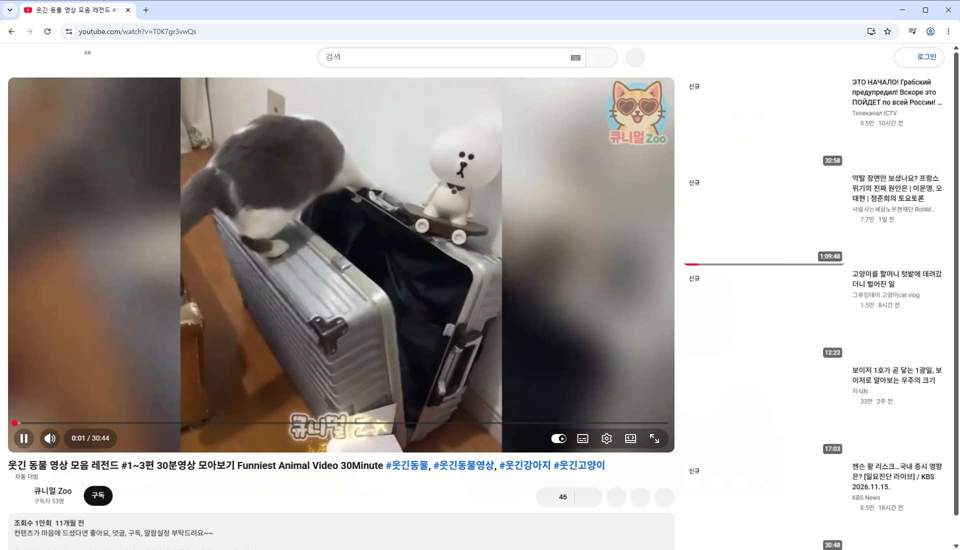 웃긴 동물 영상 모음 레전드 #
youtube.com/watch?v=T0K7gr3vwQs
KR
검색
로그인
큐니멀 Zoo
큐니멀 Zoo
0:01 / 30:44
웃긴 동물 영상 모음 레전드 #1~3편 30분영상 모아보기 Funniest Animal Video 30Minute #웃긴동물, #웃긴동물영상, #웃긴강아지 #웃긴고양이
자동 더빙
큐니멀 Zoo
구독자 53명
구독
46
조회수 1만회 11개월 전
컨텐츠가 마음에 드셨다면 좋아요, 댓글, 구독, 알람설정 부탁드려요~~
신규
32:58
ЭТО НАЧАЛО! Грабский
предупредил! Вскоре это
ПОЙДЕТ по всей России! ...
Телеканал ICTV
9.5만 10시간 전
신규
1:09:48
약탈 장면만 보셨나요? 프랑스
위기의 진짜 원인은 | 이문영, 오
태현 | 정준희의 토요토론
사람사는세상노무현재단 RohM...
7.7만 1일 전
신규
12:22
고양이를 할머니 텃밭에 데려갔
더니 벌어진 일
그루밍데이 고양이cat vlog
1.5만 8시간 전
17:03
보이저 1호가 곧 닿는 1광일, 보
이저로 알아보는 우주의 크기
지식N
33만 2주 전
신규
30:48
젠슨 황 리스크...국내 증시 영향
은? [일요진단 라이브] / KBS
2026.11.15.
KBS News
8.5만 18시간 전